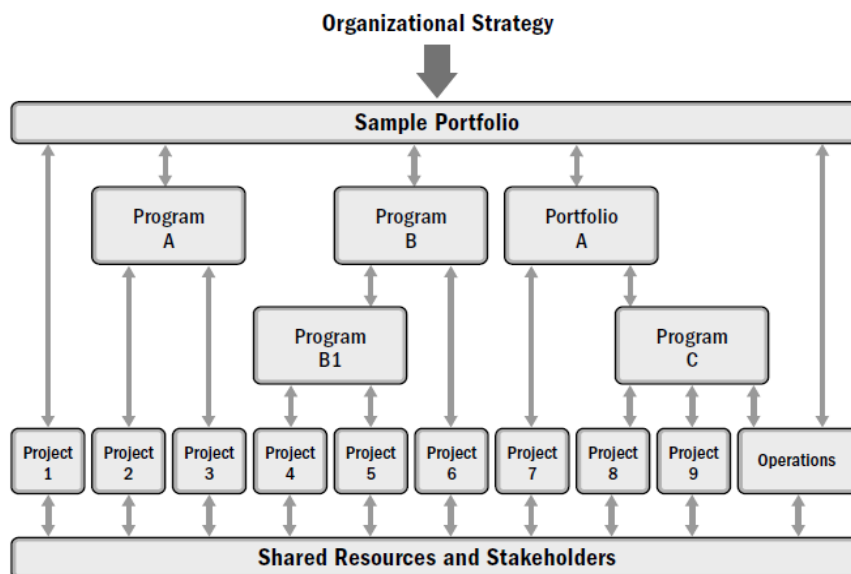 Organizational Strategy
Sample Portfolio
Program
A
Program
B
Portfolio
A
Program
B1
Program
C
Project
1
Project
2
Project
3
Project
4
Project
5
Project
6
Project
7
Project
8
Project
9
Operations
Shared Resources and Stakeholders